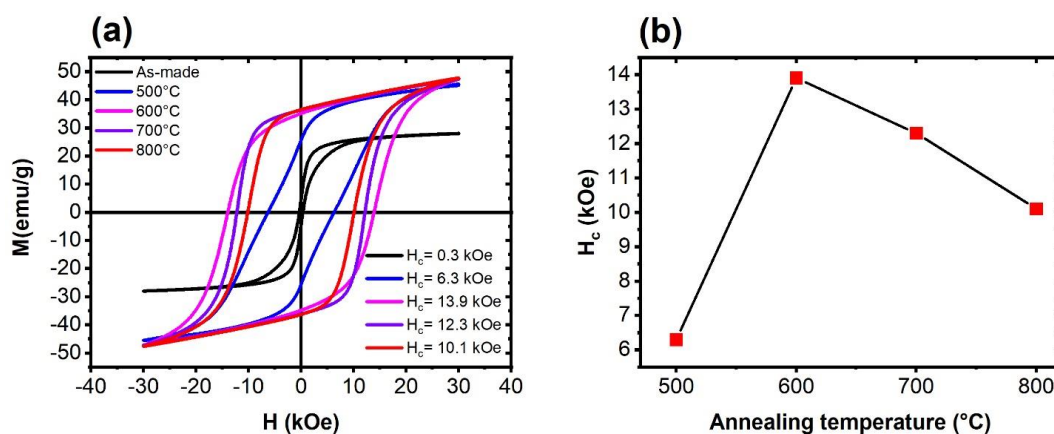 (a)
As-made
500°C
600°C
700°C
800°C
H_c= 0.3 kOe
H_c= 6.3 kOe
H_c= 13.9 kOe
H_c= 12.3 kOe
H_c= 10.1 kOe
M(emu/g)
50
40
30
20
10
0
-10
-20
-30
-40
-50
-40 -30 -20 -10 0 10 20 30 40
H (kOe)
(b)
H_c (kOe)
14
13
12
11
10
9
8
7
6
500 600 700 800
Annealing temperature (°C)